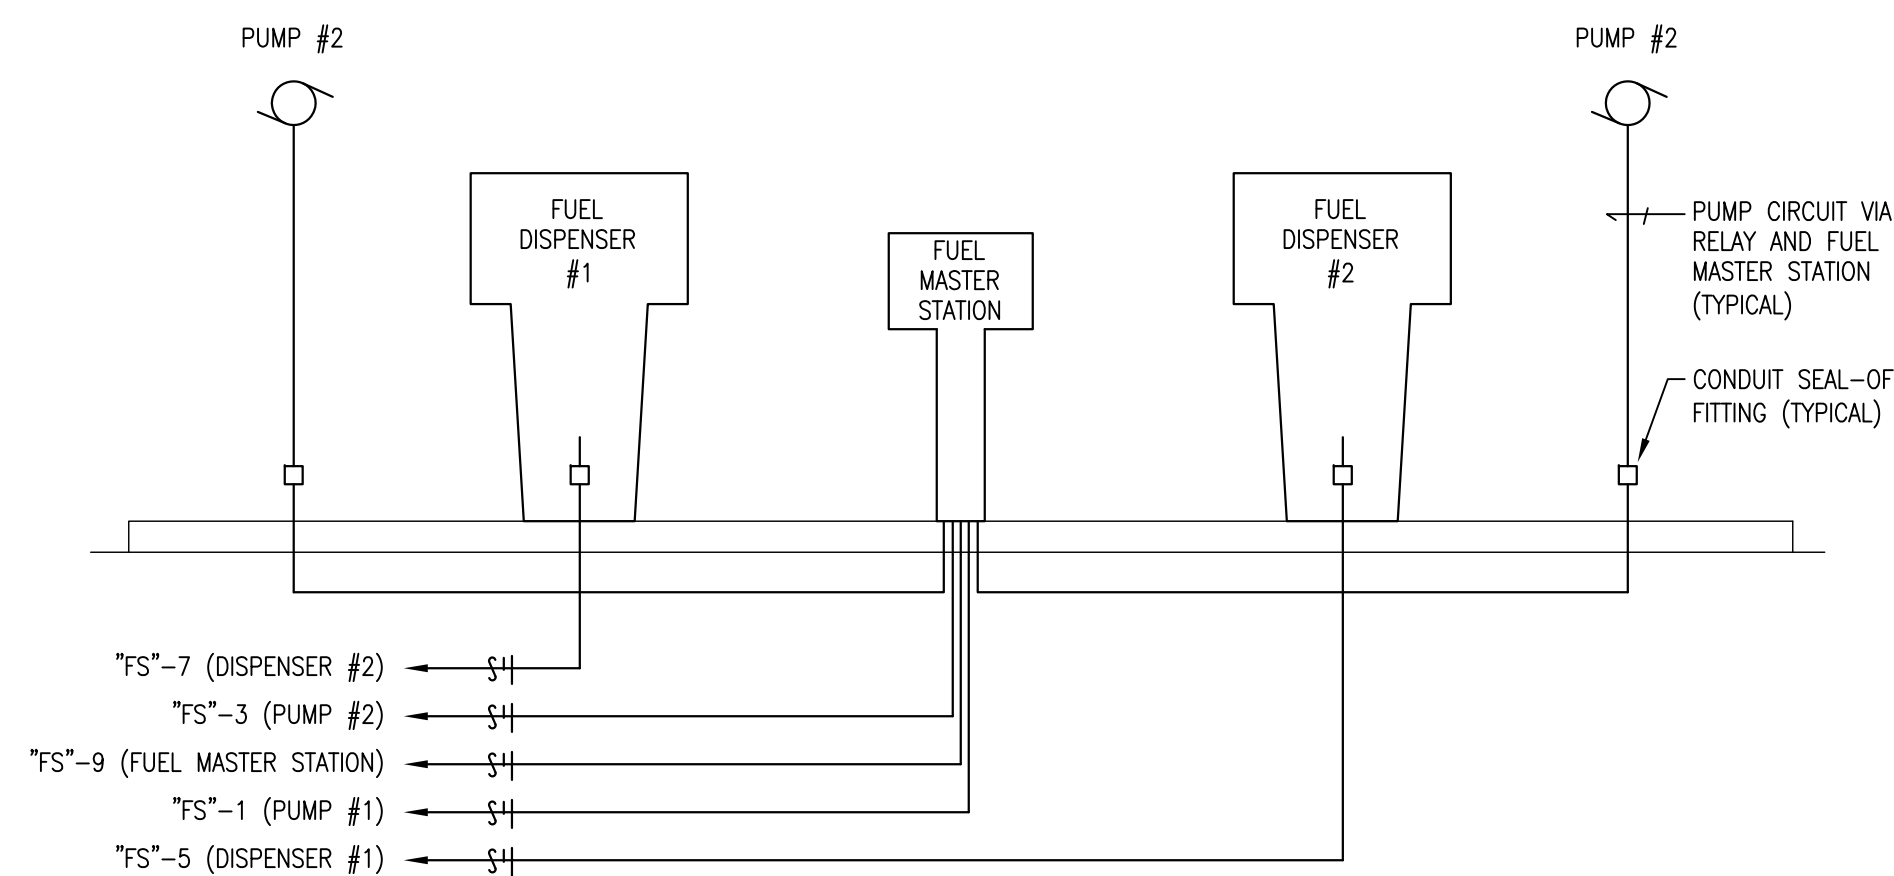 PUMP #2
PUMP #2
FUEL
DISPENSER
#1
FUEL
MASTER
STATION
FUEL
DISPENSER
#2
PUMP CIRCUIT VIA
RELAY AND FUEL
MASTER STATION
(TYPICAL)
CONDUIT SEAL-OF
FITTING (TYPICAL)
"FS"-7 (DISPENSER #2)
"FS"-3 (PUMP #2)
"FS"-9 (FUEL MASTER STATION)
"FS"-1 (PUMP #1)
"FS"-5 (DISPENSER #1)